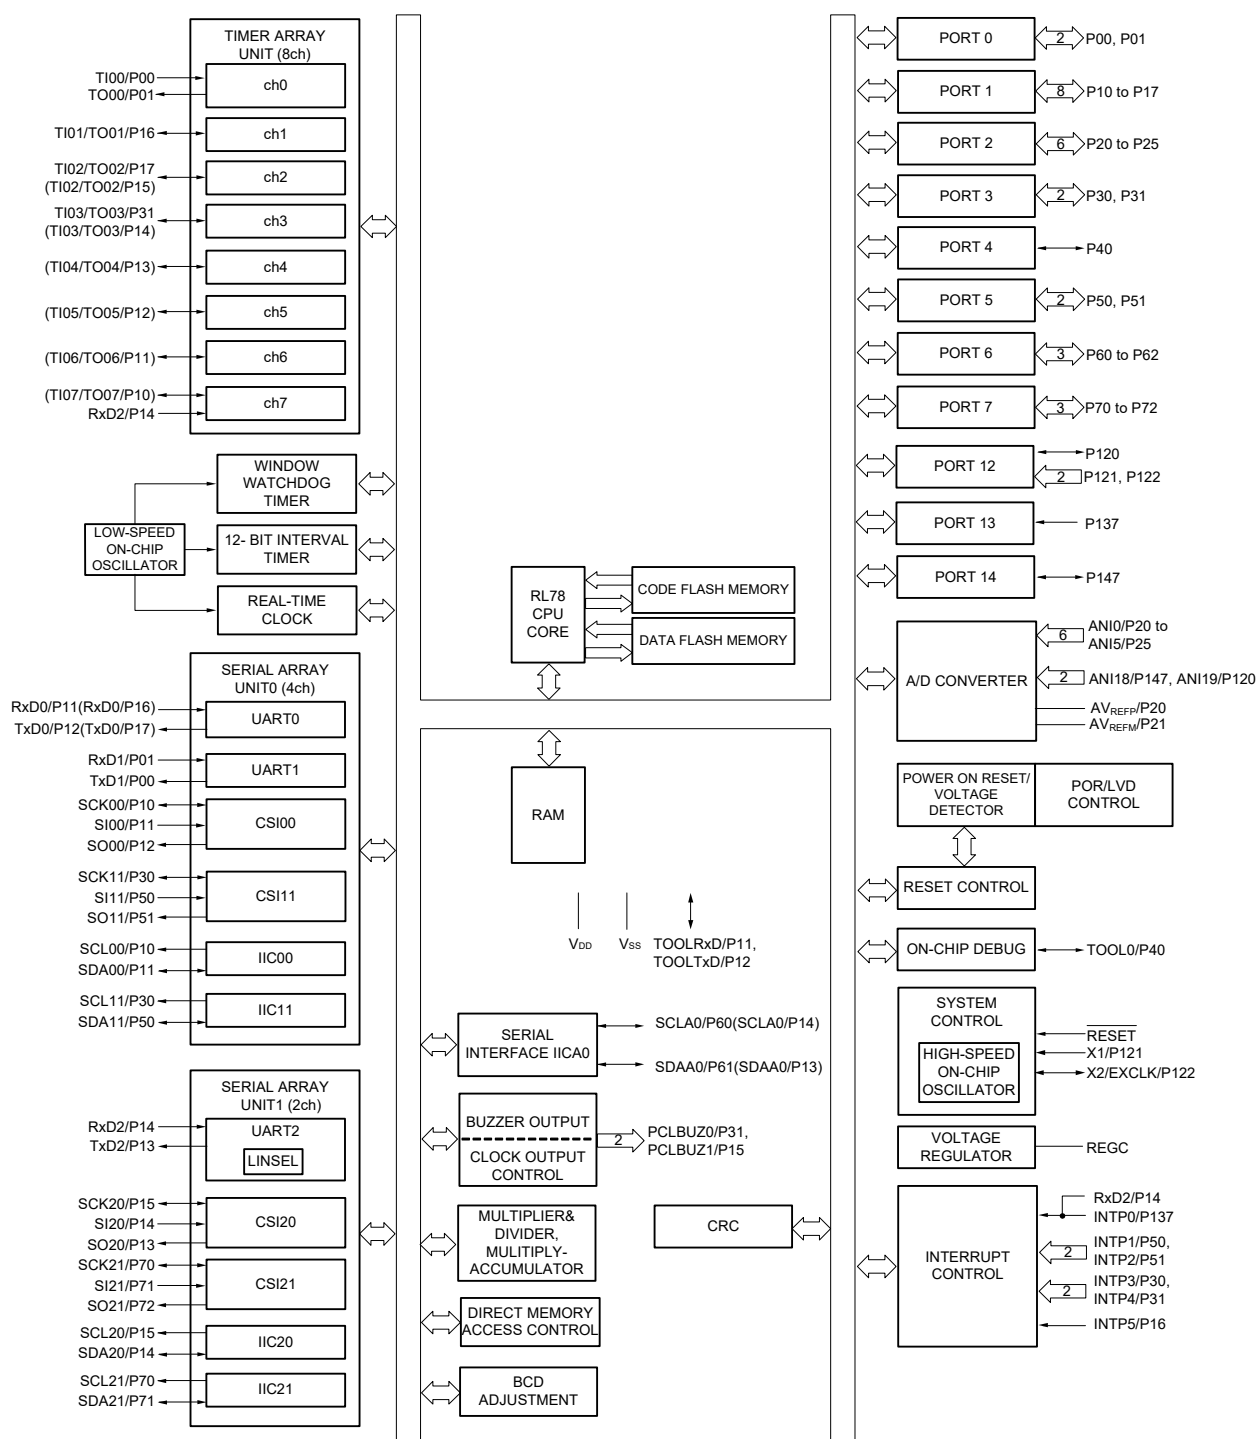 TIMER ARRAY
UNIT (8ch)
TI00/P00
TO00/P01
ch0
TI01/TO01/P16
ch1
TI02/TO02/P17
(TI02/TO02/P15)
ch2
TI03/TO03/P31
(TI03/TO03/P14)
ch3
(TI04/TO04/P13)
ch4
(TI05/TO05/P12)
ch5
(TI06/TO06/P11)
ch6
(TI07/TO07/P10)
RxD2/P14
ch7
WINDOW
WATCHDOG
TIMER
LOW-SPEED
ON-CHIP
OSCILLATOR
12- BIT INTERVAL
TIMER
REAL-TIME
CLOCK
SERIAL ARRAY
UNIT0 (4ch)
RxD0/P11(RxD0/P16)
TxD0/P12(TxD0/P17)
UART0
RxD1/P01
TxD1/P00
UART1
SCK00/P10
SI00/P11
SO00/P12
CSI00
SCK11/P30
SI11/P50
SO11/P51
CSI11
SCL00/P10
SDA00/P11
IIC00
SCL11/P30
SDA11/P50
IIC11
SERIAL ARRAY
UNIT1 (2ch)
RxD2/P14
TxD2/P13
UART2
LINSEL
SCK20/P15
SI20/P14
SO20/P13
CSI20
SCK21/P70
SI21/P71
SO21/P72
CSI21
SCL20/P15
SDA20/P14
IIC20
SCL21/P70
SDA21/P71
IIC21
RL78
CPU
CORE
CODE FLASH MEMORY
DATA FLASH MEMORY
RAM
VDD
VSS
TOOLRxD/P11,
TOOLTxD/P12
SERIAL
INTERFACE IICA0
SCLA0/P60(SCLA0/P14)
SDAA0/P61(SDAA0/P13)
BUZZER OUTPUT
CLOCK OUTPUT
CONTROL
2
PCLBUZ0/P31,
PCLBUZ1/P15
MULTIPLIER&
DIVIDER,
MULITIPLY-
ACCUMULATOR
CRC
DIRECT MEMORY
ACCESS CONTROL
BCD
ADJUSTMENT
PORT 0
2
P00, P01
PORT 1
8
P10 to P17
PORT 2
6
P20 to P25
PORT 3
2
P30, P31
PORT 4
P40
PORT 5
2
P50, P51
PORT 6
3
P60 to P62
PORT 7
3
P70 to P72
PORT 12
P120
2
P121, P122
PORT 13
P137
PORT 14
P147
A/D CONVERTER
6
ANI0/P20 to
ANI5/P25
2
ANI18/P147, ANI19/P120
AVREFP/P20
AVREFM/P21
POWER ON RESET/
VOLTAGE
DETECTOR
POR/LVD
CONTROL
RESET CONTROL
ON-CHIP DEBUG
TOOL0/P40
SYSTEM
CONTROL
HIGH-SPEED
ON-CHIP
OSCILLATOR
RESET
X1/P121
X2/EXCLK/P122
VOLTAGE
REGULATOR
REGC
INTERRUPT
CONTROL
RxD2/P14
INTP0/P137
2
INTP1/P50,
INTP2/P51
2
INTP3/P30,
INTP4/P31
INTP5/P16